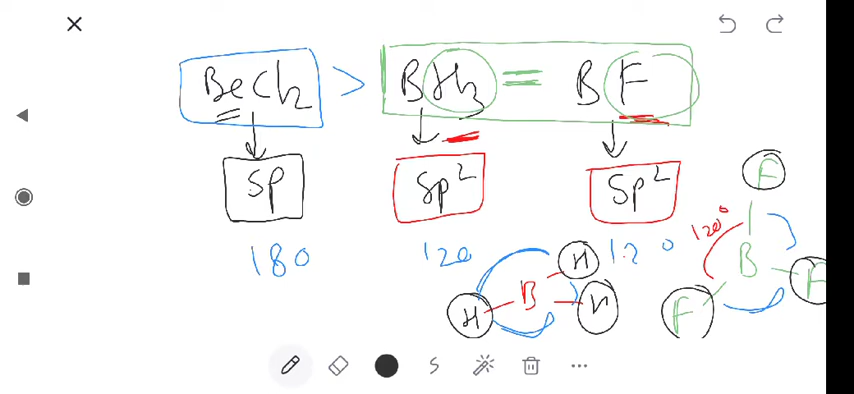 BeCl2 > BH3 = BF
sp sp2 sp2
180 120 120
120°
F
B
F F
H
B
H H